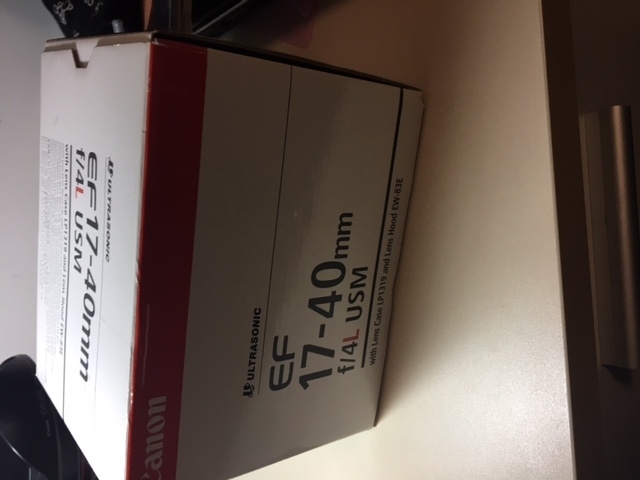 Canon
ULTRASONIC
EF
17-40mm
f/4L USM
with Lens Case LP1319 and Lens Hood EW-83E
ULTRASONIC
EF 17-40mm
f/4L USM
with Lens Case LP1319 and Lens Hood EW-83E